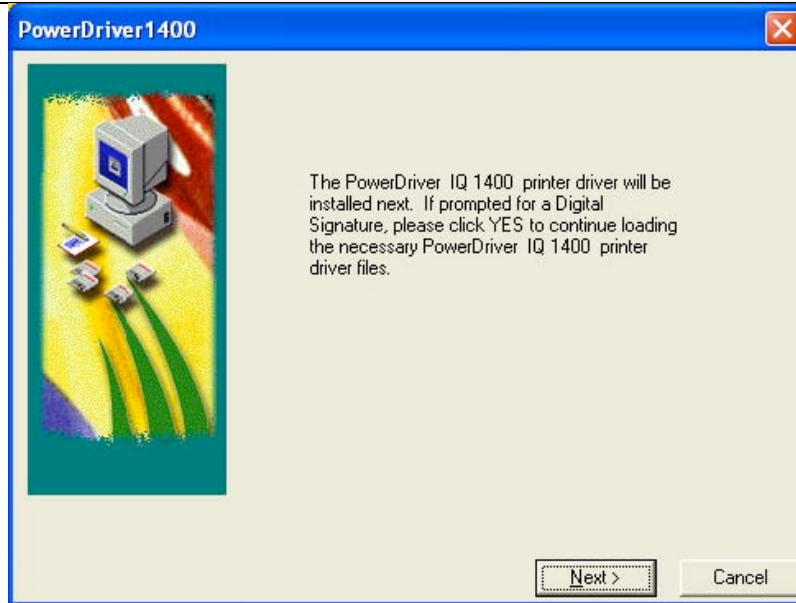 PowerDriver1400
The PowerDriver IQ 1400 printer driver will be
installed next. If prompted for a Digital
Signature, please click YES to continue loading
the necessary PowerDriver IQ 1400 printer
driver files.
Next >
Cancel